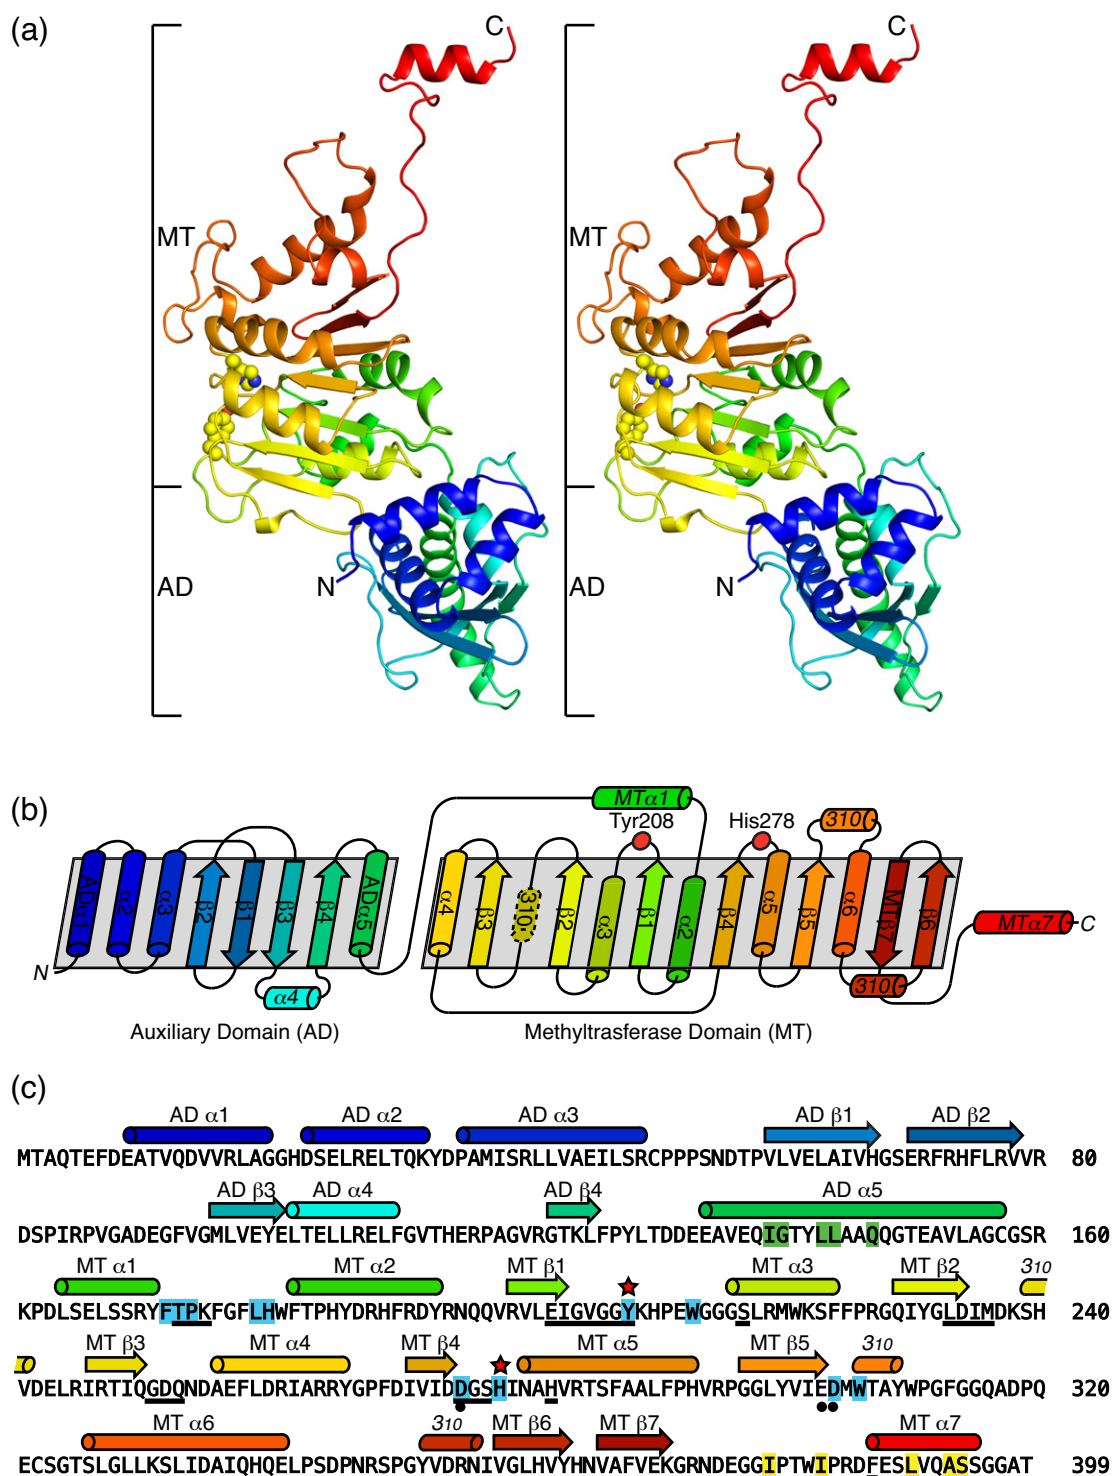 (a)
C
C
MT
MT
AD
N
AD
N
(b)
MTα1
Tyr208
His278
310
ADα1
α2
α3
β2
β1
β3
β4
ADα5
α4
β3
310
β2
α3
β1
α2
β4
α5
β5
α6
MTβ7
β6
MTα7
C
N
α4
310
Auxiliary Domain (AD)
Methyltrasferase Domain (MT)
(c)
AD α1 AD α2 AD α3 AD β1 AD β2
MTAQTEFDEATVQDVVRLAGGHDSELRELTQKYDPAMISRLLVAEILSRCPPPSNDTPVLVELAIVHGSERFRHFLRVVR 80
AD β3 AD α4 AD β4 AD α5
DSPIRPVGADEGFVGMLVEYELTELLRELFGVTHERPAGVRGTKLFPYLTDDEEAVEQIGTYLLAAQQGTEAVLAGCGSR 160
MT α1 MT α2 MT β1 MT α3 MT β2 310
KPDLSELSSRYFTPKFGFLHWFTPHYDRHFRDYRNQQVRVLEIGVGGYKHPEWGGGSLRMWKSFFPRGQIYGLDIMDKSH 240
MT β3 MT α4 MT β4 MT α5 MT β5 310
VDELRIRTIQGDQNDAEFLDRIARRYGPFDIVIDDGSHINAHVRTSFAALFPHVRPGGLYVIEDMWTAYWPGFGGQADPQ 320
MT α6 310 MT β6 MT β7 MT α7
ECSGTSLGLLKSLIDAIQHQELPSDPNRSPGYVDRNIVGLHVYHNVAFVEKGRNDEGGIPTWIPRDFESLVQASSGGAT 399